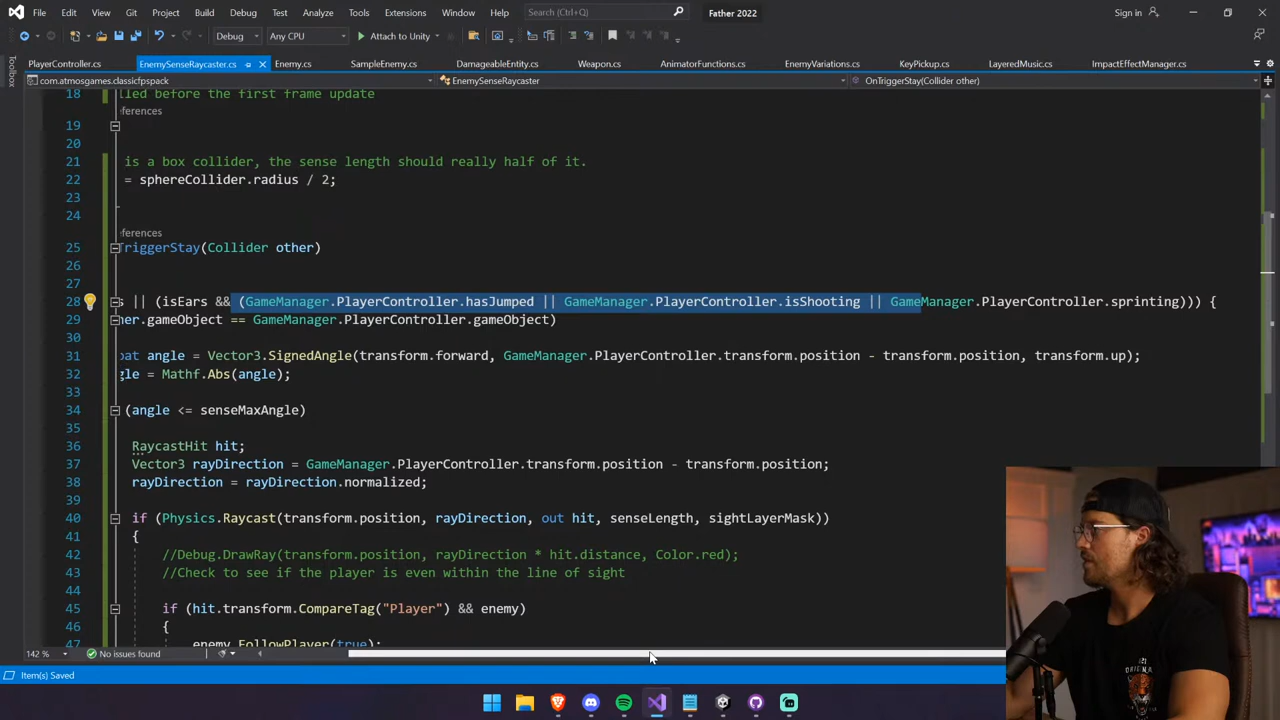 File Edit View Git Project Build Debug Test Analyze Tools Extensions Window Help Search (Ctrl+Q) Father 2022 Sign in
Debug Any CPU Attach to Unity
PlayerController.cs EnemySenseRaycaster.cs Enemy.cs SampleEnemy.cs DamageableEntity.cs Weapon.cs AnimatorFunctions.cs EnemyVariations.cs KeyPickup.cs LayeredMusic.cs ImpactEffectManager.cs
Toolbox
com.atmosgames.classicfpspack EnemySenseRaycaster OnTriggerStay(Collider other)
18 lled before the first frame update
ferences
19
20
21 is a box collider, the sense length should really half of it.
22 = sphereCollider.radius / 2;
23
24
ferences
25 TriggerStay(Collider other)
26
27
28 s || (isEars && (GameManager.PlayerController.hasJumped || GameManager.PlayerController.isShooting || GameManager.PlayerController.sprinting))) {
29 her.gameObject == GameManager.PlayerController.gameObject)
30
31 oat angle = Vector3.SignedAngle(transform.forward, GameManager.PlayerController.transform.position - transform.position, transform.up);
32 gle = Mathf.Abs(angle);
33
34 (angle <= senseMaxAngle)
35
36 RaycastHit hit;
37 Vector3 rayDirection = GameManager.PlayerController.transform.position - transform.position;
38 rayDirection = rayDirection.normalized;
39
40 if (Physics.Raycast(transform.position, rayDirection, out hit, senseLength, sightLayerMask))
41 {
42 //Debug.DrawRay(transform.position, rayDirection * hit.distance, Color.red);
43 //Check to see if the player is even within the line of sight
44
45 if (hit.transform.CompareTag("Player") && enemy)
46 {
47 enemy.FollowPlayer(true);
142 % No issues found
Item(s) Saved